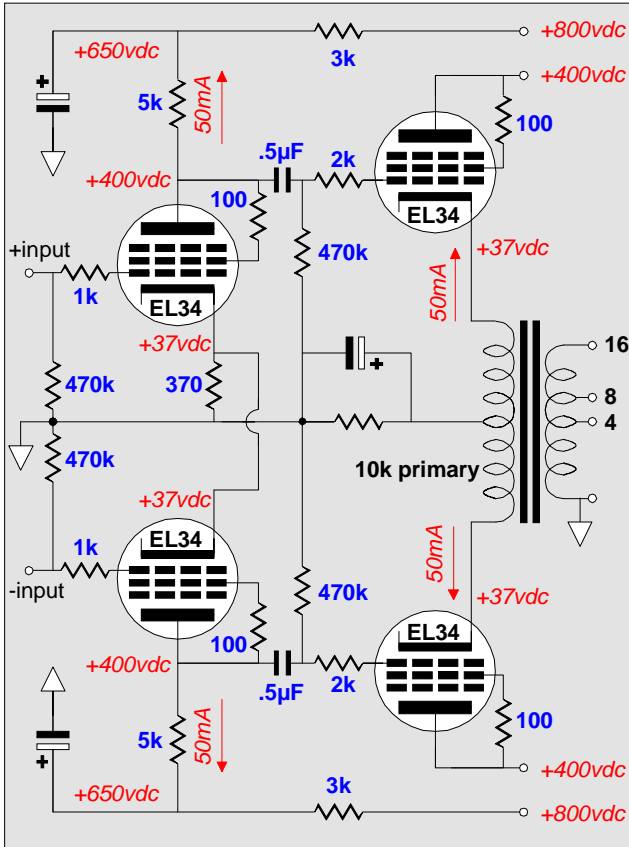 +650vdc
+800vdc
3k
+400vdc
5k
50mA
100
.5µF
2k
+400vdc
100
EL34
+input
+37vdc
470k
1k
EL34
50mA
+37vdc
16
470k
370
8
4
470k
10k primary
+37vdc
50mA
1k
EL34
+37vdc
470k
-input
EL34
100
+400vdc
.5µF
2k
100
5k
50mA
+400vdc
+650vdc
3k
+800vdc